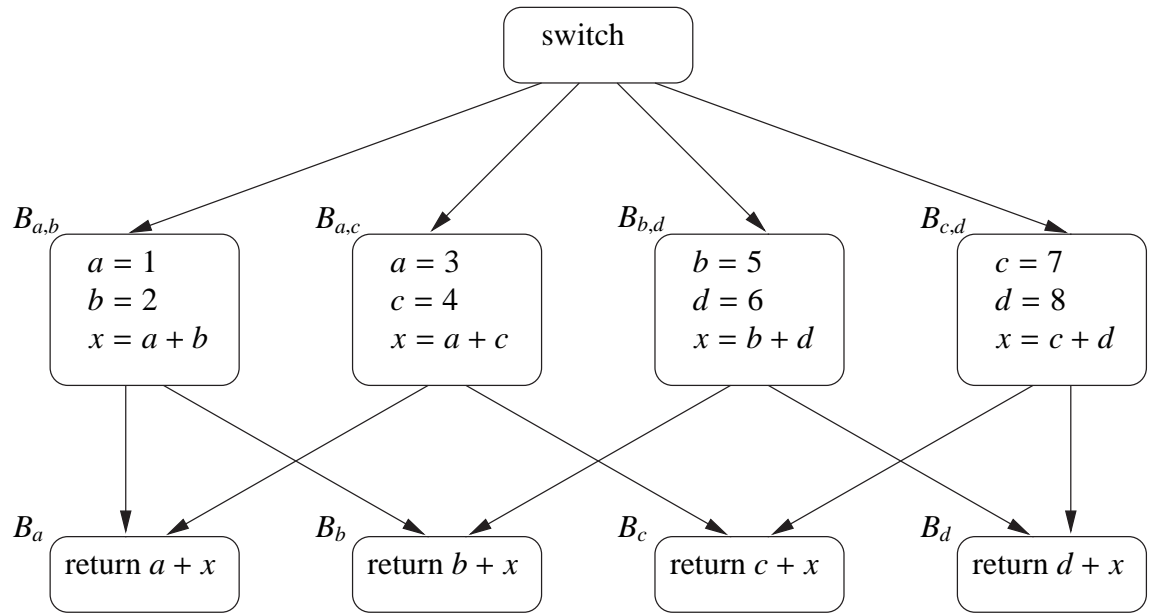 switch
B_{a,b}
a = 1
b = 2
x = a + b
B_{a,c}
a = 3
c = 4
x = a + c
B_{b,d}
b = 5
d = 6
x = b + d
B_{c,d}
c = 7
d = 8
x = c + d
B_a
return a + x
B_b
return b + x
B_c
return c + x
B_d
return d + x